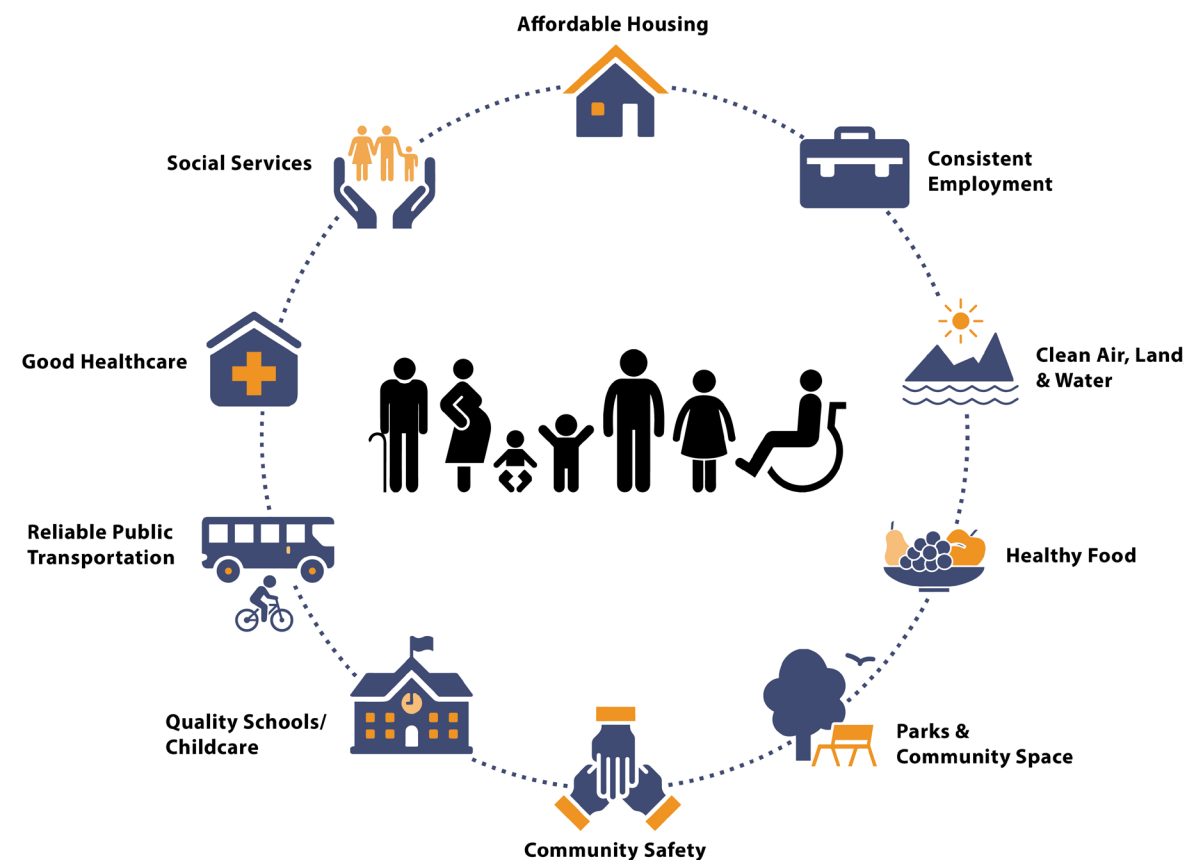 Affordable Housing
Consistent
Employment
Clean Air, Land
& Water
Healthy Food
Parks &
Community Space
Community Safety
Quality Schools/
Childcare
Reliable Public
Transportation
Good Healthcare
Social Services